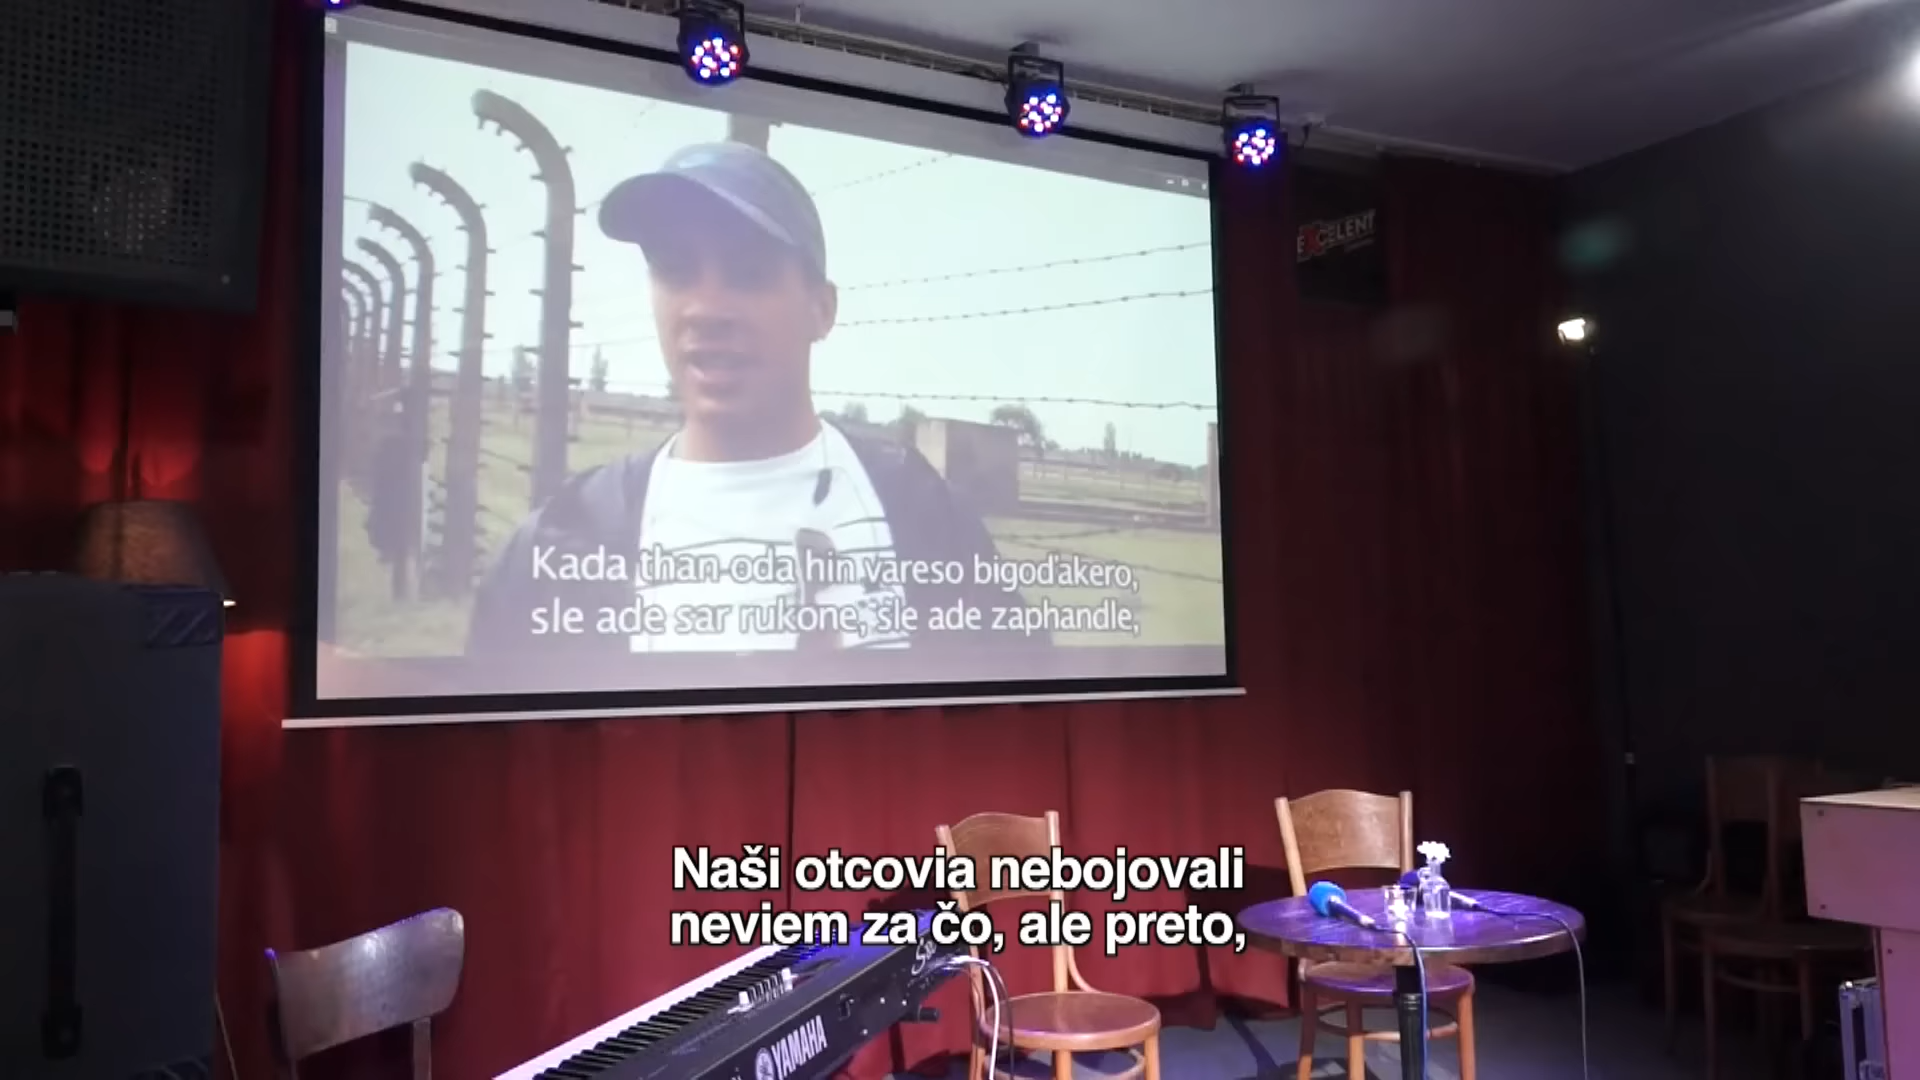 EXCELENT
Kada than oda hin vareso bigoďakero,
sle ade sar rukone, sle ade zaphandle,
Naši otcovia nebojovali
neviem za čo, ale preto,
YAMAHA